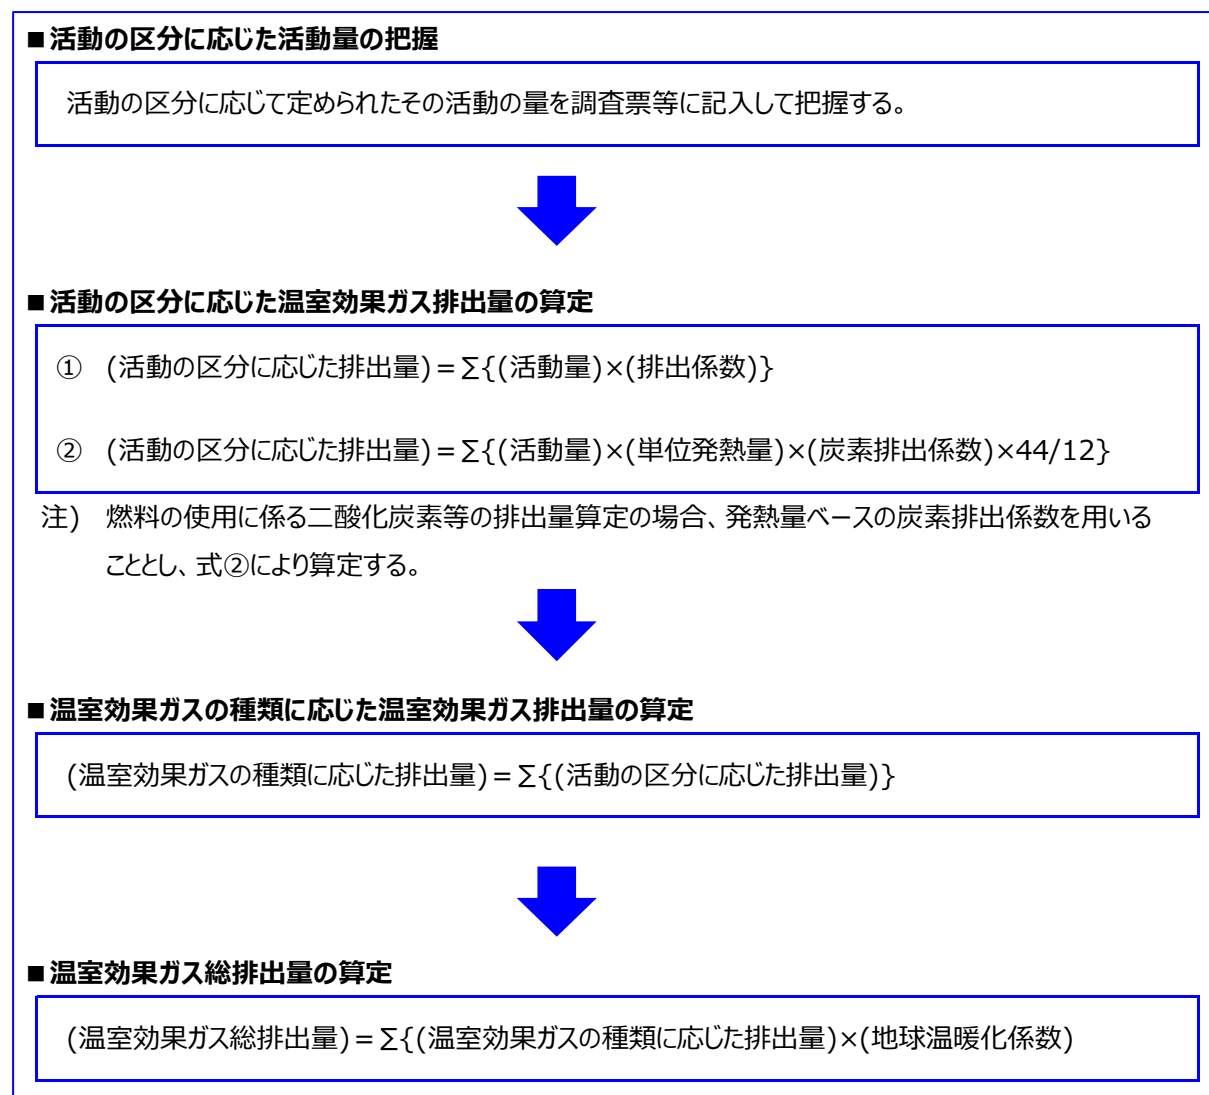 ■活動の区分に応じた活動量の把握
活動の区分に応じて定められたその活動の量を調査票等に記入して把握する。
■活動の区分に応じた温室効果ガス排出量の算定
① (活動の区分に応じた排出量)=∑{(活動量)×(排出係数)}
② (活動の区分に応じた排出量)=∑{(活動量)×(単位発熱量)×(炭素排出係数)×44/12}
注) 燃料の使用に係る二酸化炭素等の排出量算定の場合、発熱量ベースの炭素排出係数を用いる
こととし、式②により算定する。
■温室効果ガスの種類に応じた温室効果ガス排出量の算定
(温室効果ガスの種類に応じた排出量)=∑{(活動の区分に応じた排出量)}
■温室効果ガス総排出量の算定
(温室効果ガス総排出量)=∑{(温室効果ガスの種類に応じた排出量)×(地球温暖化係数)